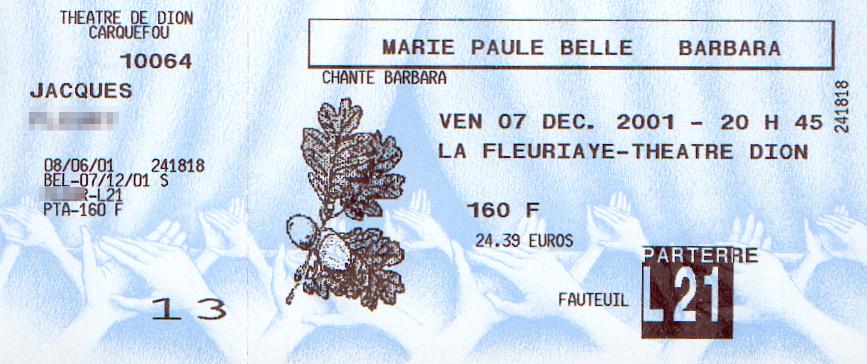 THEATRE DE DION
CARQUEFOU
10064
JACQUES
08/06/01 241818
BEL-07/12/01 S
R-L21
PTA-160 F
13
MARIE PAULE BELLE BARBARA
CHANTE BARBARA
VEN 07 DEC. 2001 - 20 H 45
LA FLEURIAYE-THEATRE DION
160 F
24.39 EUROS
PARTERRE
FAUTEUIL L21
241818